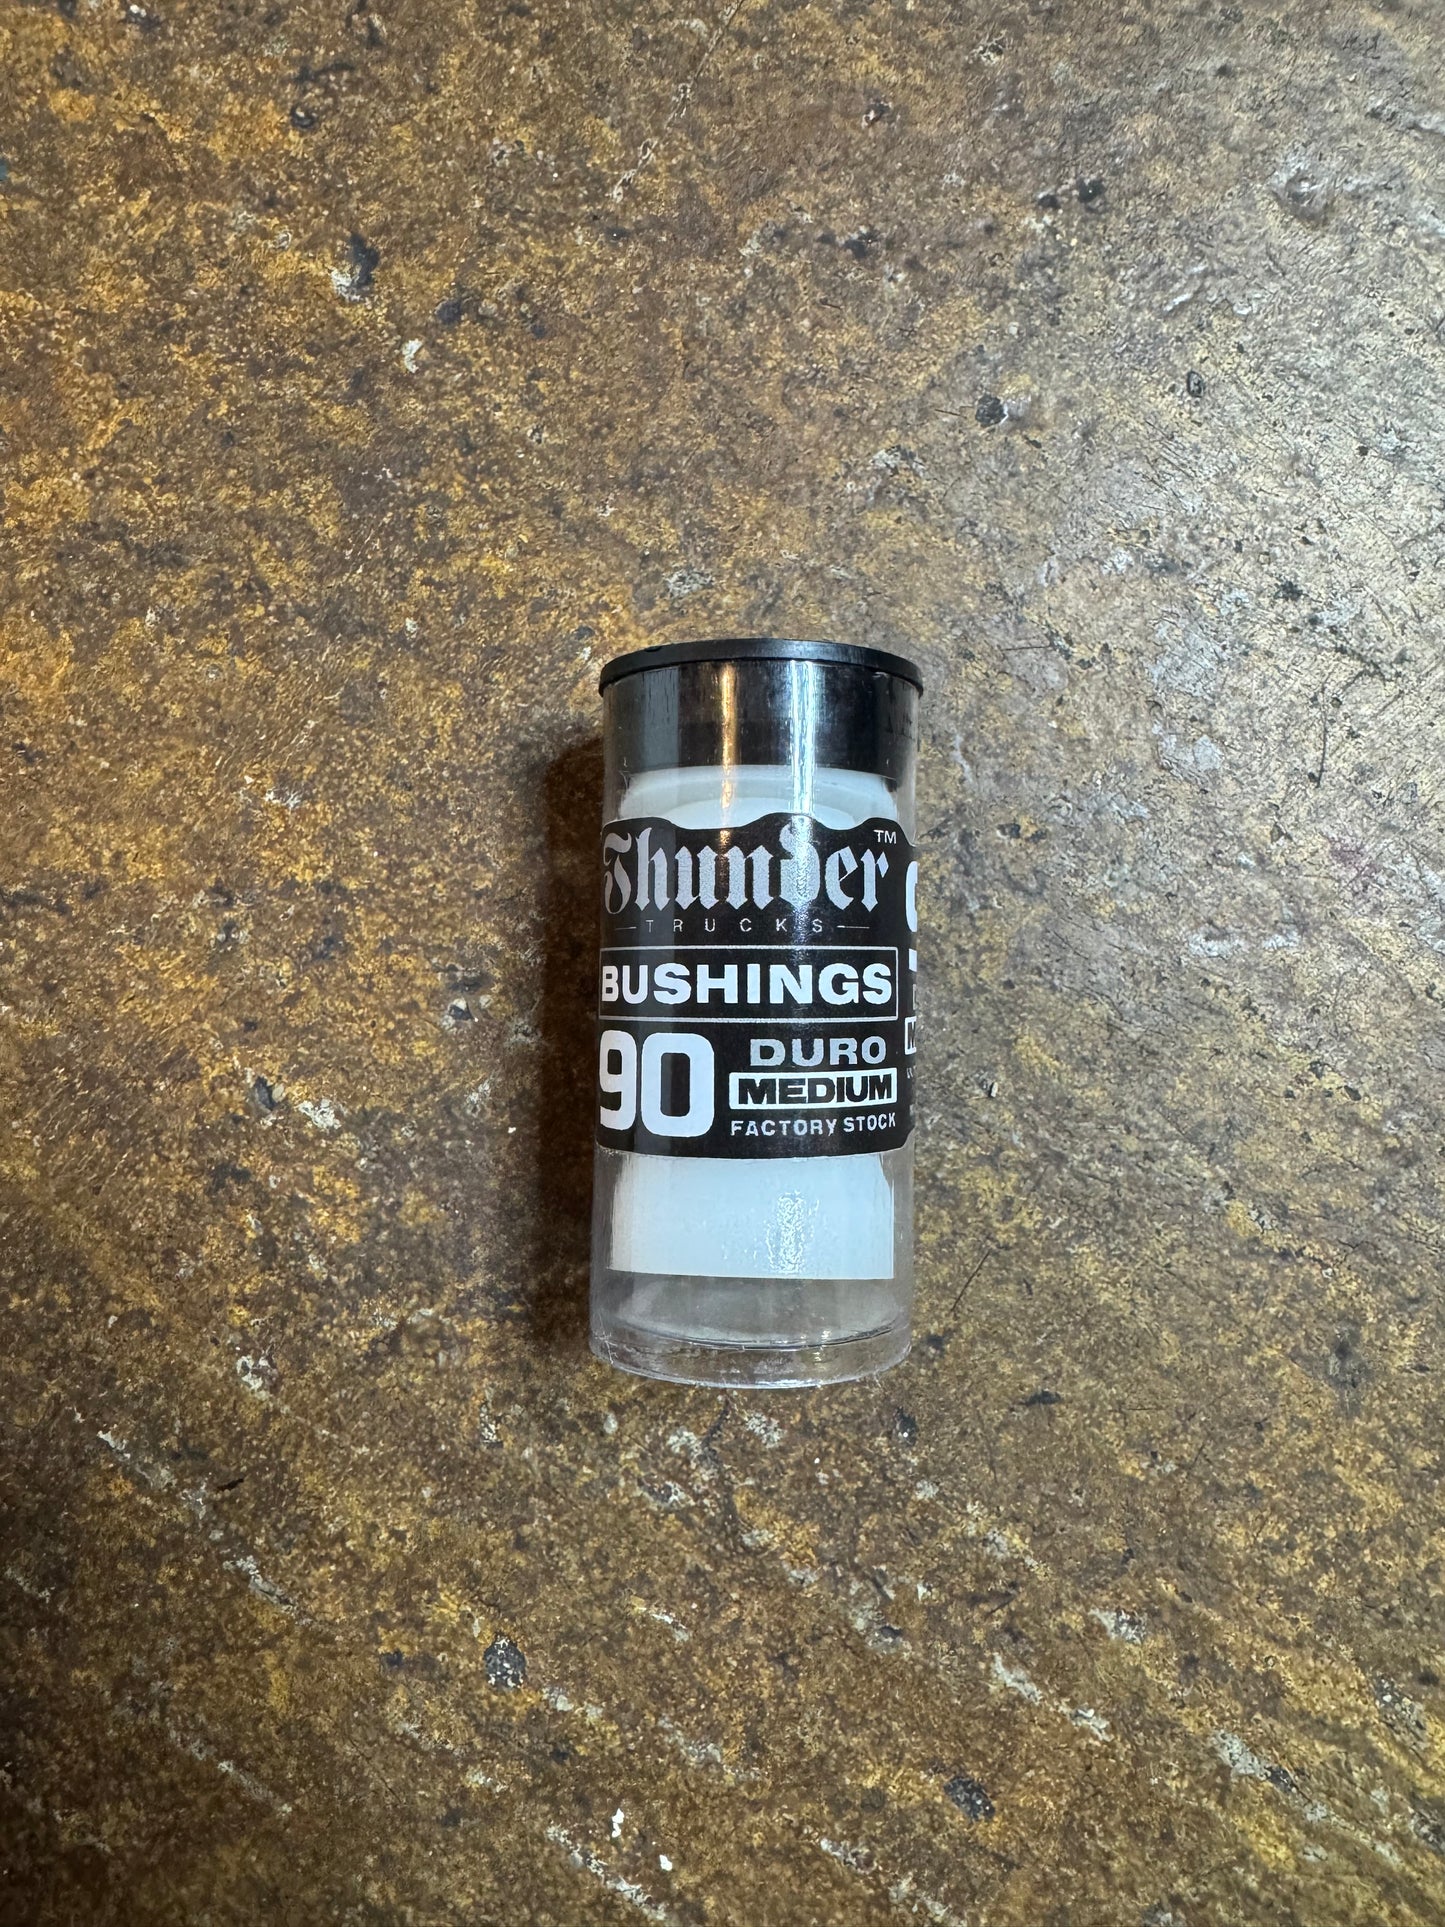 Thunder™
TRUCKS
BUSHINGS
90 DURO
MEDIUM
FACTORY STOCK